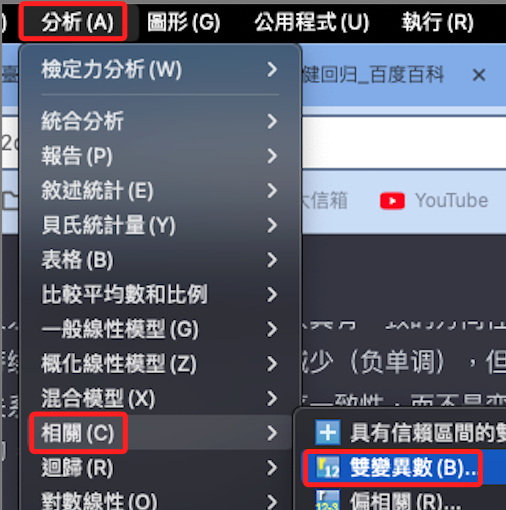 分析 (A) 圖形 (G) 公用程式 (U) 執行 (R)
檢定力分析 (W)
健回归_百度百科
統合分析
報告 (P)
敘述統計 (E)
信箱 YouTube
貝氏統計量 (Y)
表格 (B)
比較平均數和比例
一般線性模型 (G)
概化線性模型 (Z)
减少（负单调），但
混合模型 (X)
一致性，而不是变
相關 (C)
具有信賴區間的雙
迴歸 (R)
雙變異數 (B)...
對數線性 (O)
偏相關 (R)...